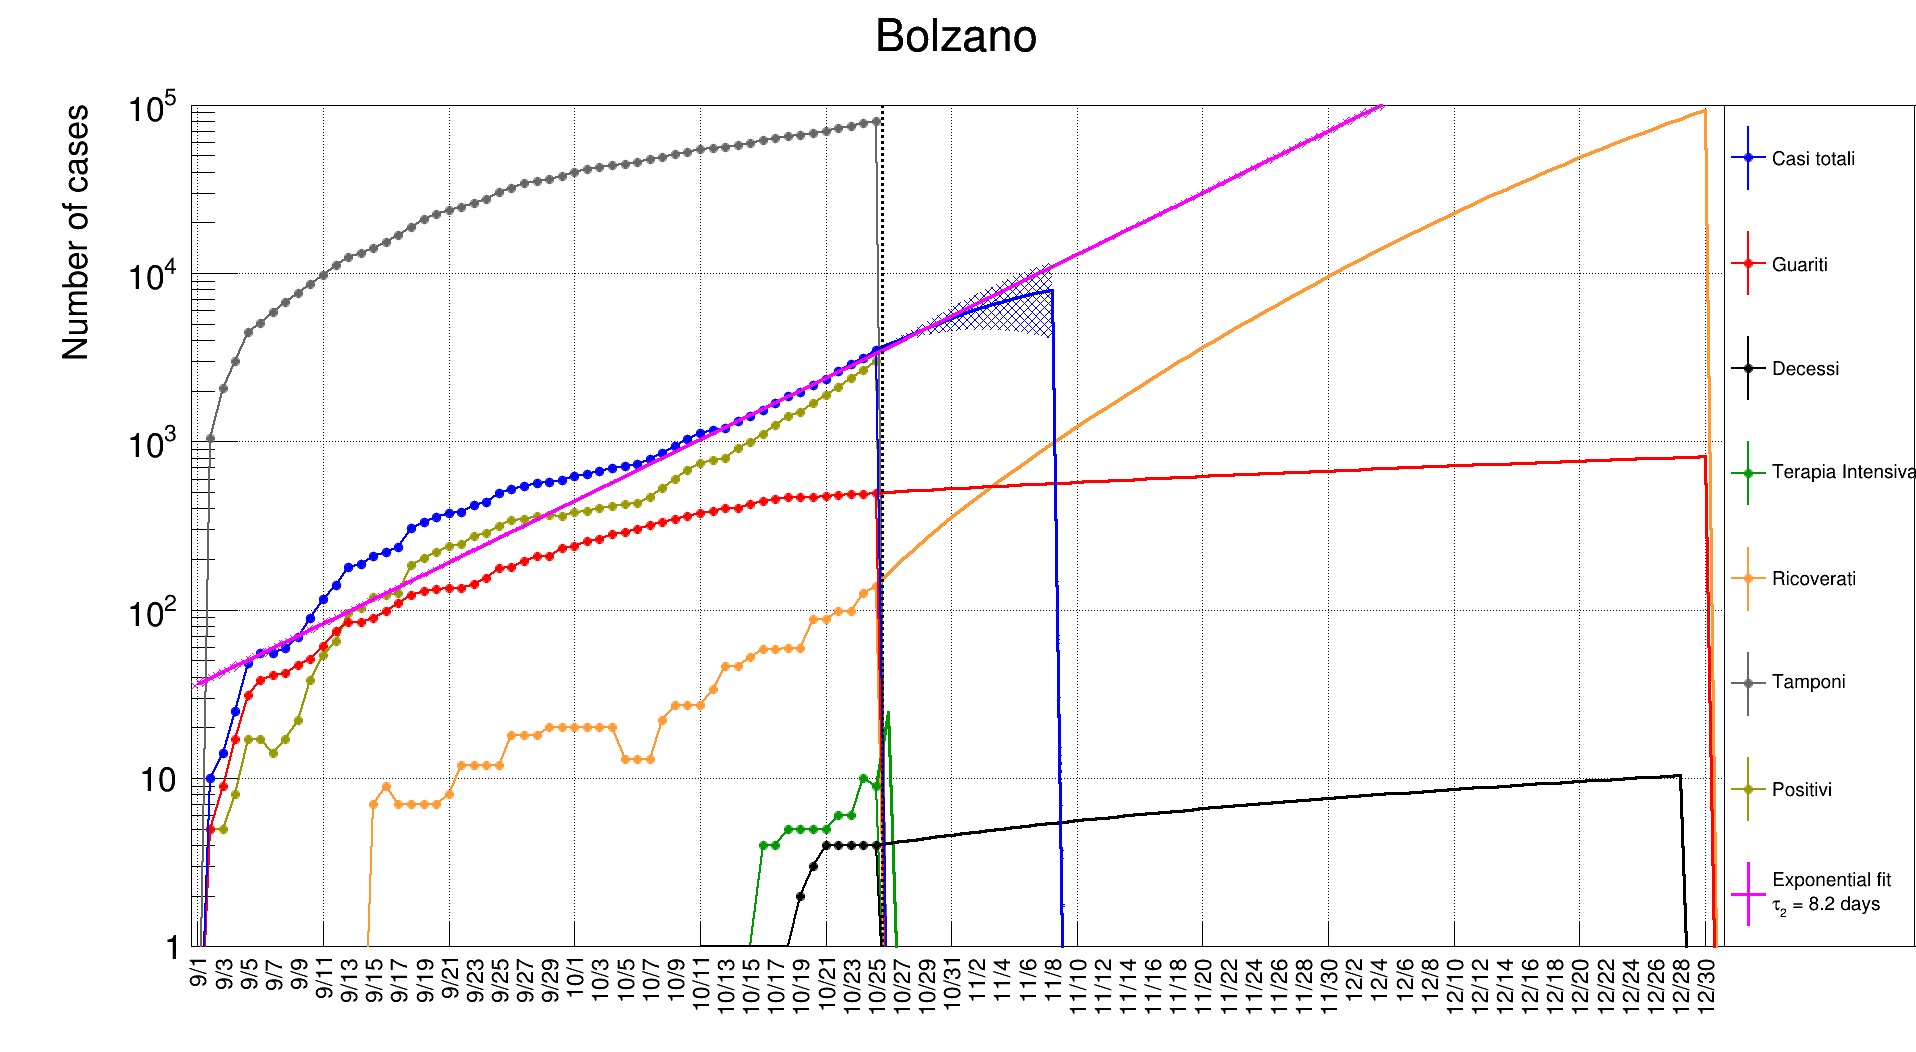 Bolzano
Number of cases
10^5
10^4
10^3
10^2
10
1
9/1 9/3 9/5 9/7 9/9 9/11 9/13 9/15 9/17 9/19 9/21 9/23 9/25 9/27 9/29 10/1 10/3 10/5 10/7 10/9 10/11 10/13 10/15 10/17 10/19 10/21 10/23 10/25 10/27 10/29 10/31 11/2 11/4 11/6 11/8 11/10 11/12 11/14 11/16 11/18 11/20 11/22 11/24 11/26 11/28 11/30 12/2 12/4 12/6 12/8 12/10 12/12 12/14 12/16 12/18 12/20 12/22 12/24 12/26 12/28 12/30
Casi totali
Guariti
Decessi
Terapia Intensiva
Ricoverati
Tamponi
Positivi
Exponential fit
τ₂ = 8.2 days